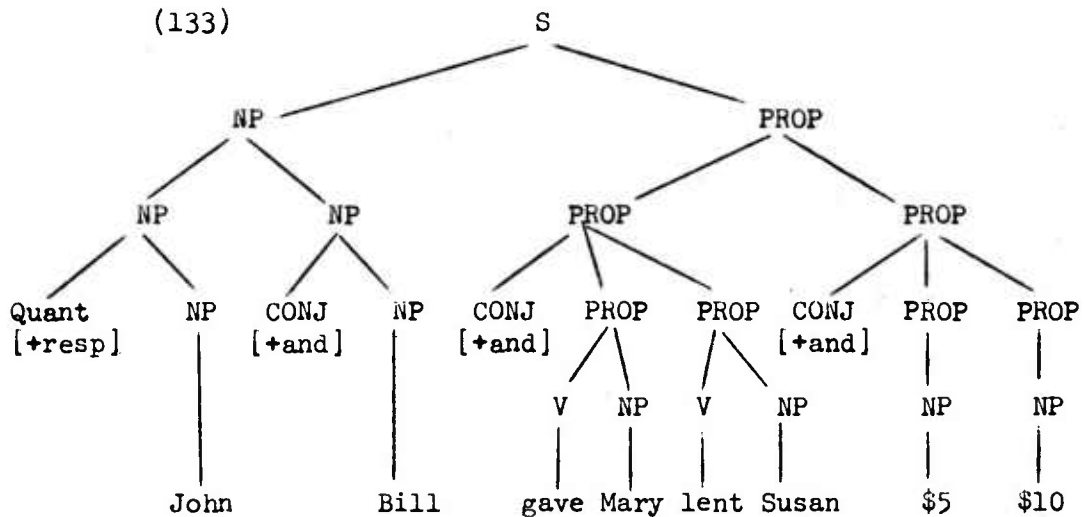 (133) S
NP PROP
NP NP PROP PROP
Quant NP CONJ NP CONJ PROP PROP CONJ PROP PROP
[+resp] [+and] [+and] [+and]
V NP V NP NP NP
John Bill gave Mary lent Susan $5 $10